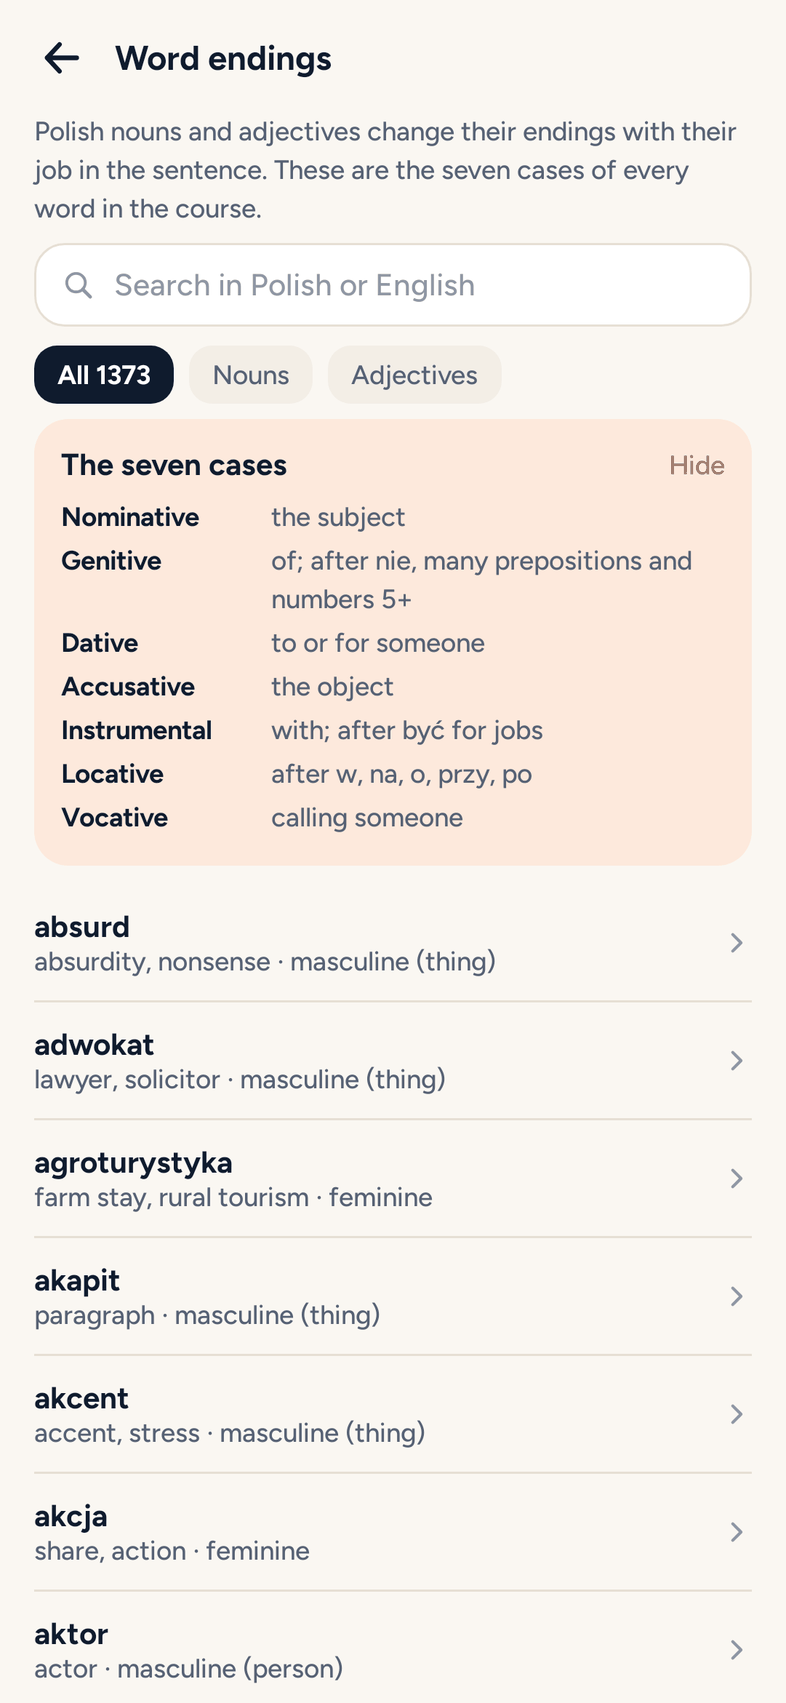 Word endings
Polish nouns and adjectives change their endings with their
job in the sentence. These are the seven cases of every
word in the course.
Search in Polish or English
All 1373 Nouns Adjectives
The seven cases Hide
Nominative the subject
Genitive of; after nie, many prepositions and
numbers 5+
Dative to or for someone
Accusative the object
Instrumental with; after być for jobs
Locative after w, na, o, przy, po
Vocative calling someone
absurd
absurdity, nonsense · masculine (thing)
adwokat
lawyer, solicitor · masculine (thing)
agroturystyka
farm stay, rural tourism · feminine
akapit
paragraph · masculine (thing)
akcent
accent, stress · masculine (thing)
akcja
share, action · feminine
aktor
actor · masculine (person)